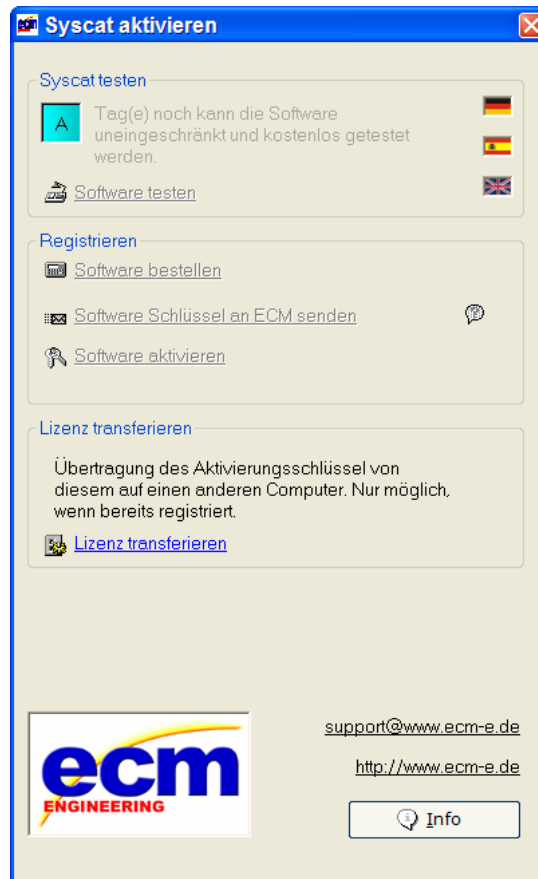 Syscat aktivieren
Syscat testen
A
Tag(e) noch kann die Software
uneingeschränkt und kostenlos getestet
werden.
Software testen
Registrieren
Software bestellen
Software Schlüssel an ECM senden
Software aktivieren
Lizenz transferieren
Übertragung des Aktivierungsschlüssel von
diesem auf einen anderen Computer. Nur möglich,
wenn bereits registriert.
Lizenz transferieren
support@www.ecm-e.de
http://www.ecm-e.de
ecm
ENGINEERING
Info